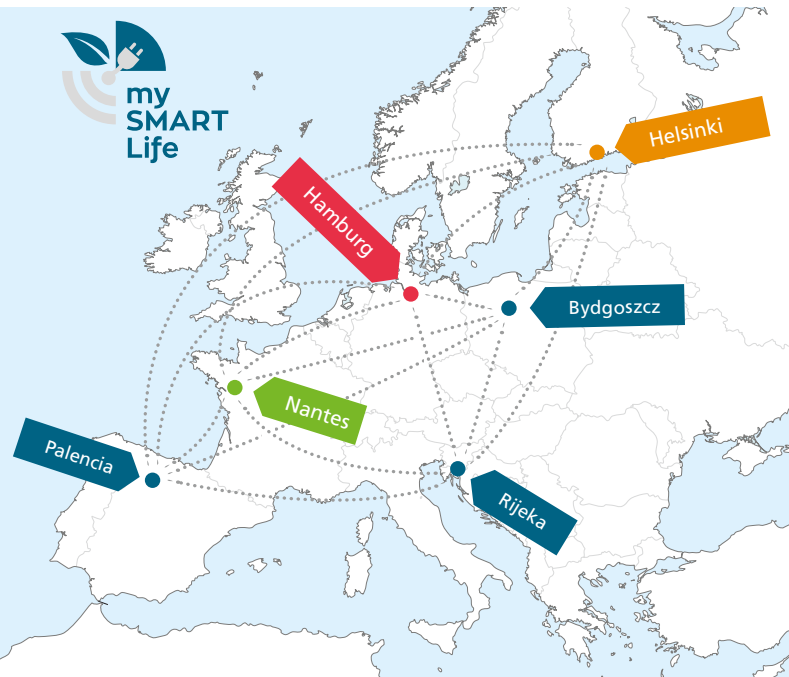 my
SMART
Life
Helsinki
Hamburg
Bydgoszcz
Nantes
Palencia
Rijeka